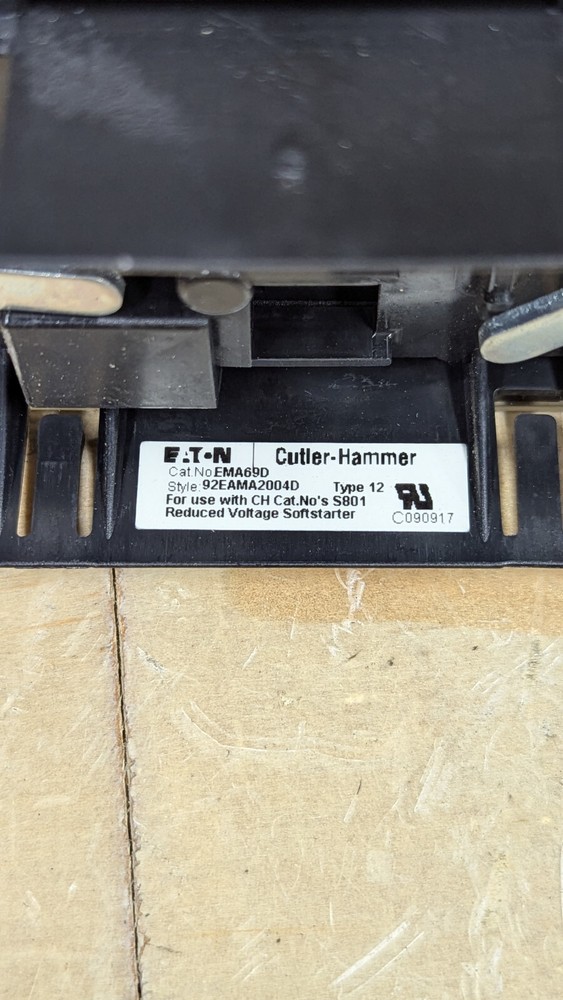 EATON Cutler-Hammer
Cat.No.EMA69D
Style:92EAMA2004D Type 12
For use with CH Cat.No's S801
Reduced Voltage Softstarter
C090917